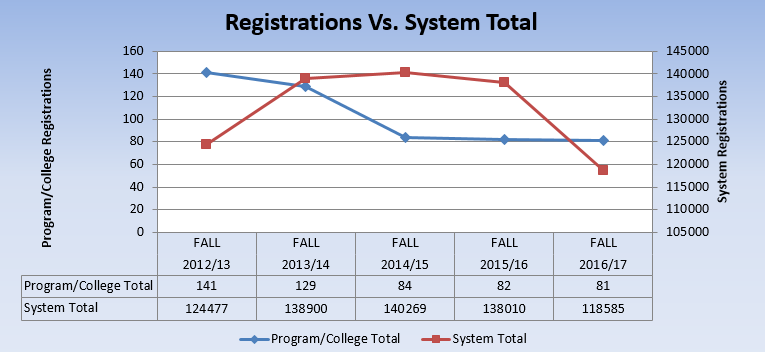 Registrations Vs. System Total
Program/College Registrations
160
140
120
100
80
60
40
20
0
145000
140000
135000
130000
125000
120000
115000
110000
105000
System Registrations
FALL 2012/13 FALL 2013/14 FALL 2014/15 FALL 2015/16 FALL 2016/17
Program/College Total 141 129 84 82 81
System Total 124477 138900 140269 138010 118585
Program/College Total System Total